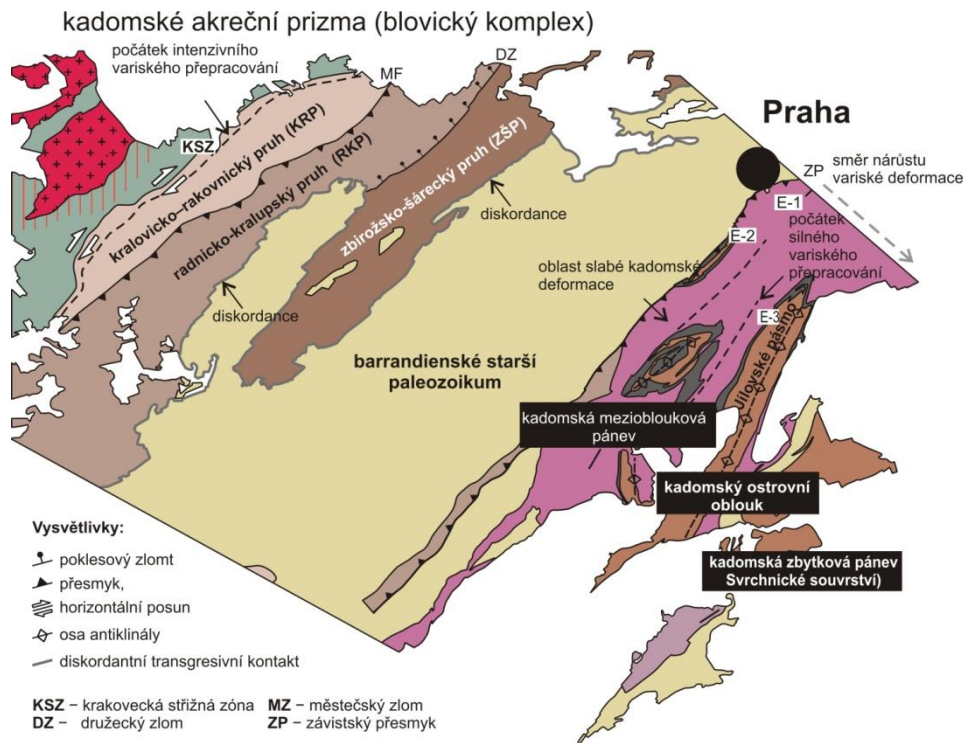 kadomské akreční prizma (blovický komplex)
počátek intenzivního
variského přepracování
MF
DZ
KSZ
kralovicko-rakovnický pruh (KRP)
radnicko-kralupský pruh (RKP)
zbirožsko-šárecký pruh (ZŠP)
diskordance
diskordance
Praha
ZP
směr nárůstu
variské deformace
E-1
E-2
počátek
silného
variského
přepracování
oblast slabé kadomské
deformace
E-3
Jílovské pásmo
barrandienské starší
paleozoikum
kadomská mezioblouková
pánev
kadomský ostrovní
oblouk
kadomská zbytková pánev
Svrchnické souvrství)
Vysvětlivky:
poklesový zlomt
přesmyk,
horizontální posun
osa antiklinály
diskordantní transgresivní kontakt
KSZ – krakovecká střižná zóna
MZ – městečský zlom
DZ – družecký zlom
ZP – závistský přesmyk